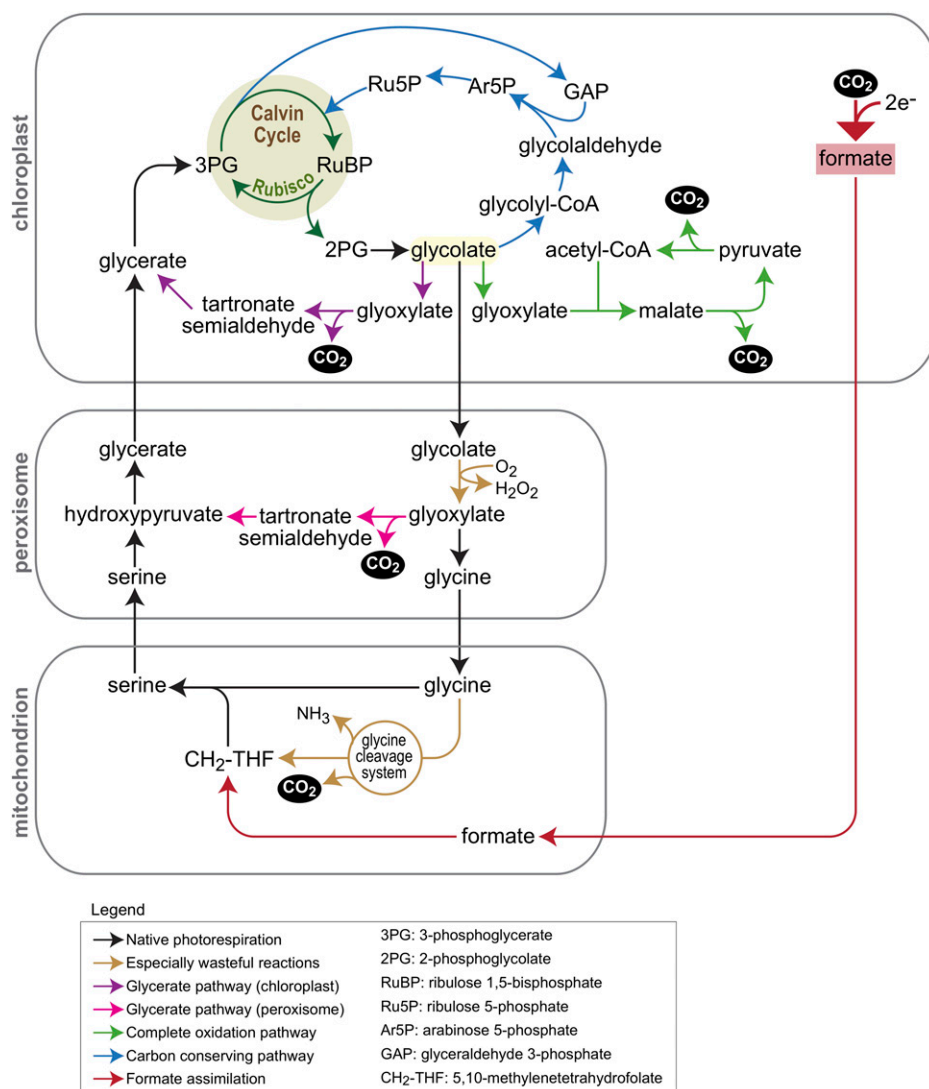 chloroplast
Calvin
Cycle
3PG
RuBP
Rubisco
Ru5P
Ar5P
GAP
CO2
2e-
formate
glycolaldehyde
glycolyl-CoA
CO2
2PG
glycolate
acetyl-CoA
pyruvate
glycerate
tartronate
semialdehyde
glyoxylate
glyoxylate
malate
CO2
CO2
peroxisome
glycerate
glycolate
O2
H2O2
hydroxypyruvate
tartronate
semialdehyde
glyoxylate
CO2
serine
glycine
mitochondrion
serine
glycine
NH3
glycine
cleavage
system
CH2-THF
CO2
formate
Legend
Native photorespiration
Especially wasteful reactions
Glycerate pathway (chloroplast)
Glycerate pathway (peroxisome)
Complete oxidation pathway
Carbon conserving pathway
Formate assimilation
3PG: 3-phosphoglycerate
2PG: 2-phosphoglycolate
RuBP: ribulose 1,5-bisphosphate
Ru5P: ribulose 5-phosphate
Ar5P: arabinose 5-phosphate
GAP: glyceraldehyde 3-phosphate
CH2-THF: 5,10-methylenetetrahydrofolate